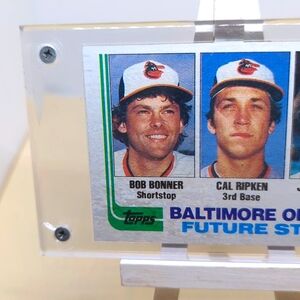 BOB BONNER
Shortstop
CAL RIPKEN
3rd Base
topps
BALTIMORE
FUTURE